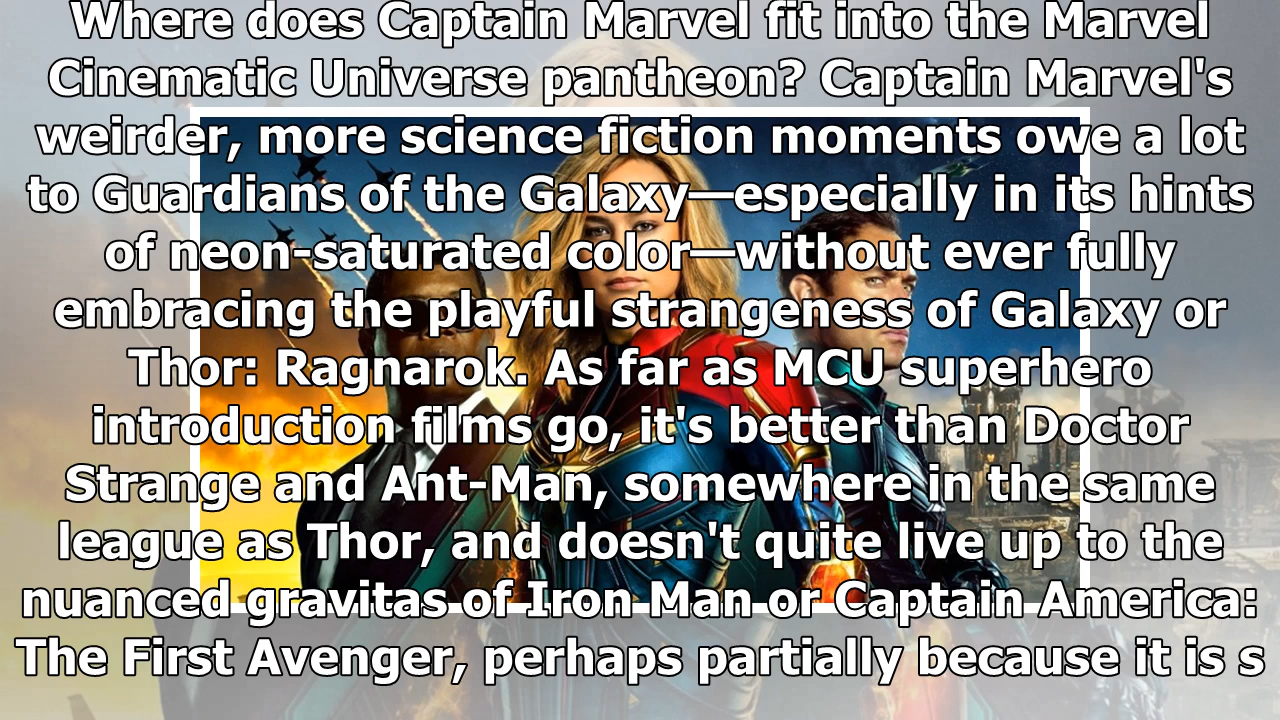 Where does Captain Marvel fit into the Marvel
Cinematic Universe pantheon? Captain Marvel's
weirder, more science fiction moments owe a lot
to Guardians of the Galaxy—especially in its hints
of neon-saturated color—without ever fully
embracing the playful strangeness of Galaxy or
Thor: Ragnarok. As far as MCU superhero
introduction films go, it's better than Doctor
Strange and Ant-Man, somewhere in the same
league as Thor, and doesn't quite live up to the
nuanced gravitas of Iron Man or Captain America:
The First Avenger, perhaps partially because it is s